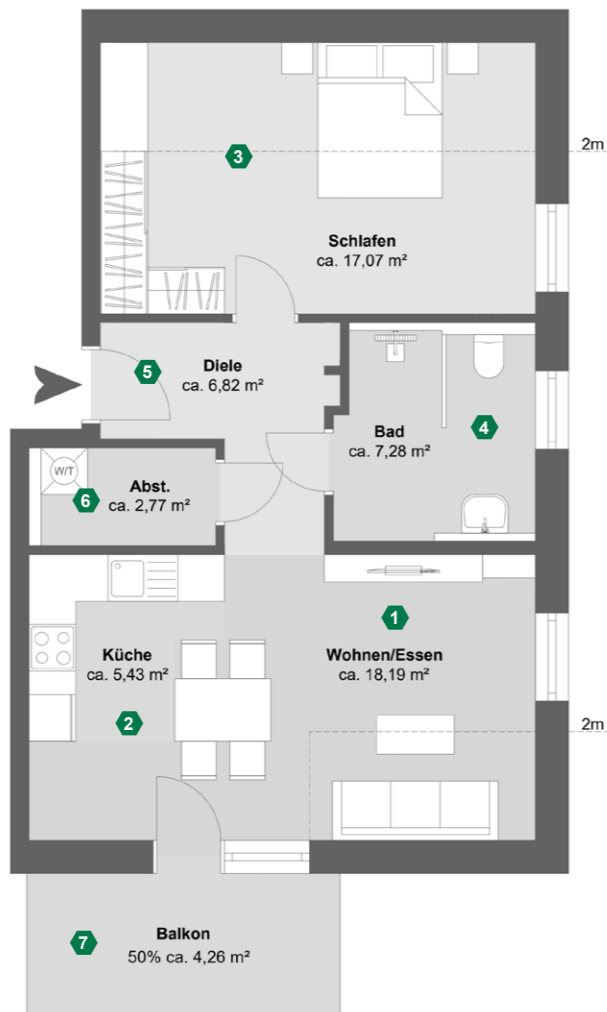 2m
3
Schlafen
ca. 17,07 m²
5
Diele
ca. 6,82 m²
Bad
ca. 7,28 m²
4
W/T
6
Abst.
ca. 2,77 m²
1
Küche
ca. 5,43 m²
Wohnen/Essen
ca. 18,19 m²
2
2m
7
Balkon
50% ca. 4,26 m²